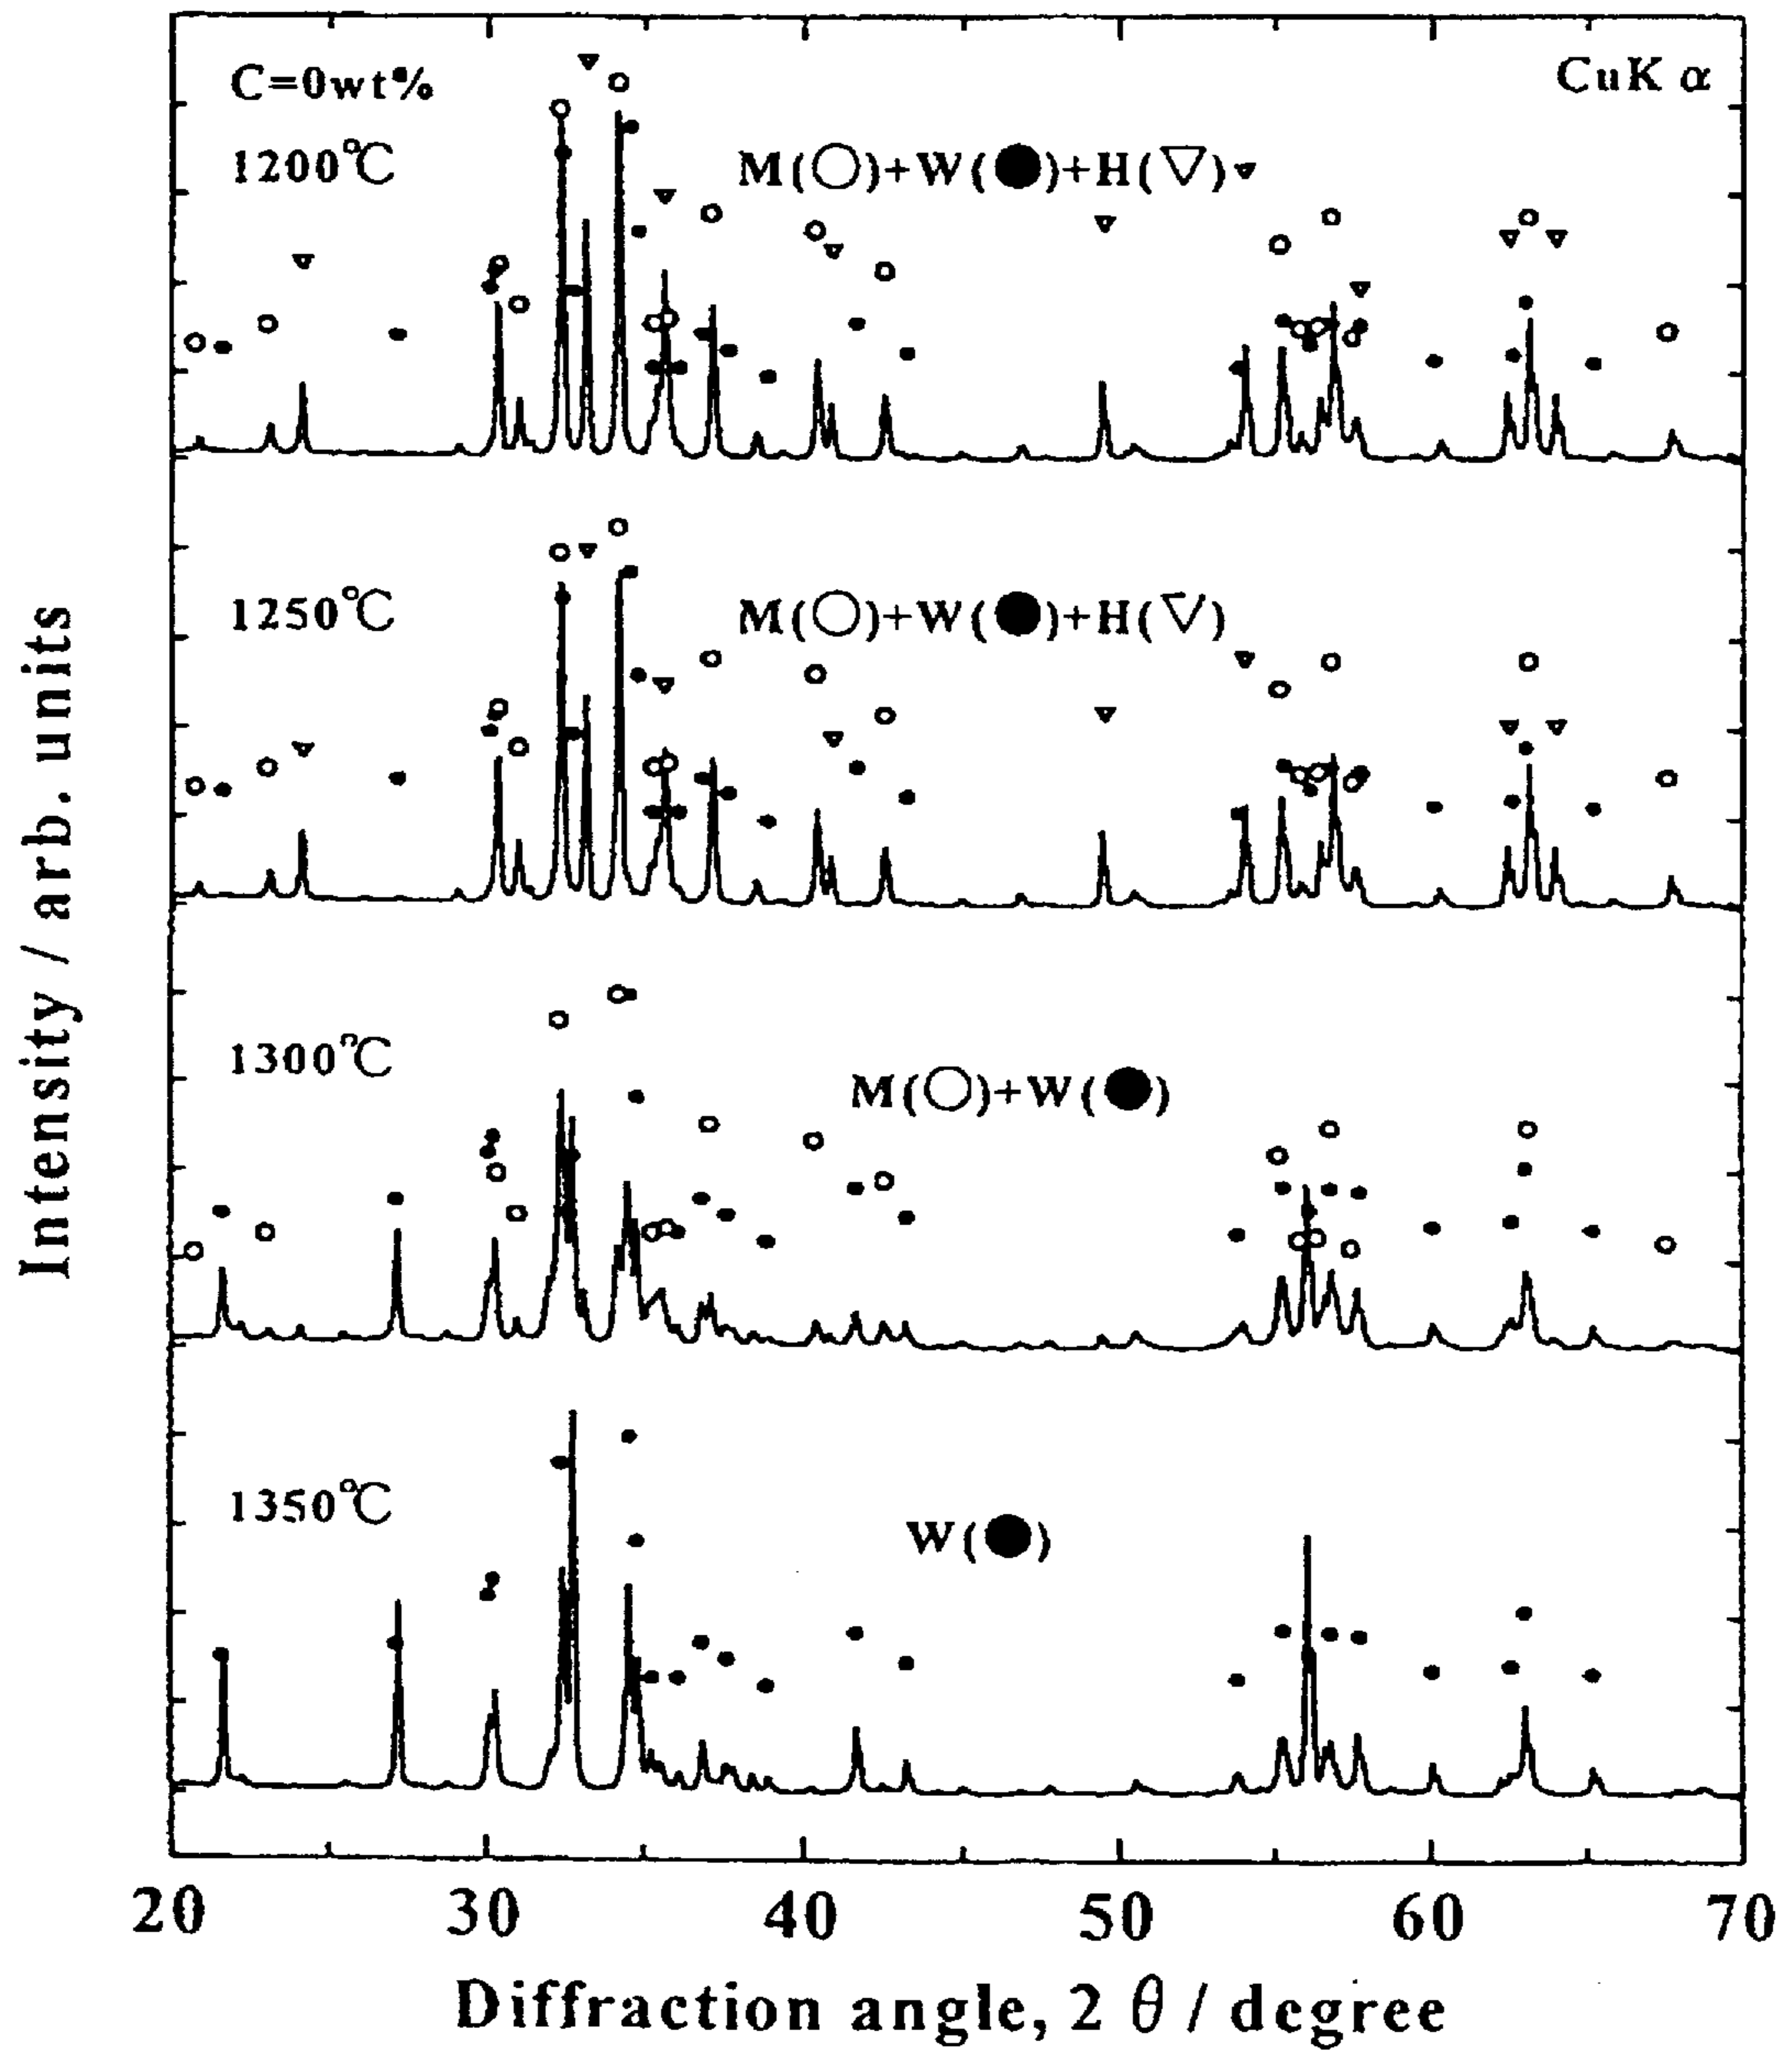 C=0wt%
CuK α
1200℃
M(○)+W(●)+H(▽)
1250℃
M(○)+W(●)+H(▽)
1300℃
M(○)+W(●)
1350℃
W(●)
Intensity / arb. units
20 30 40 50 60 70
Diffraction angle, 2 θ / degree